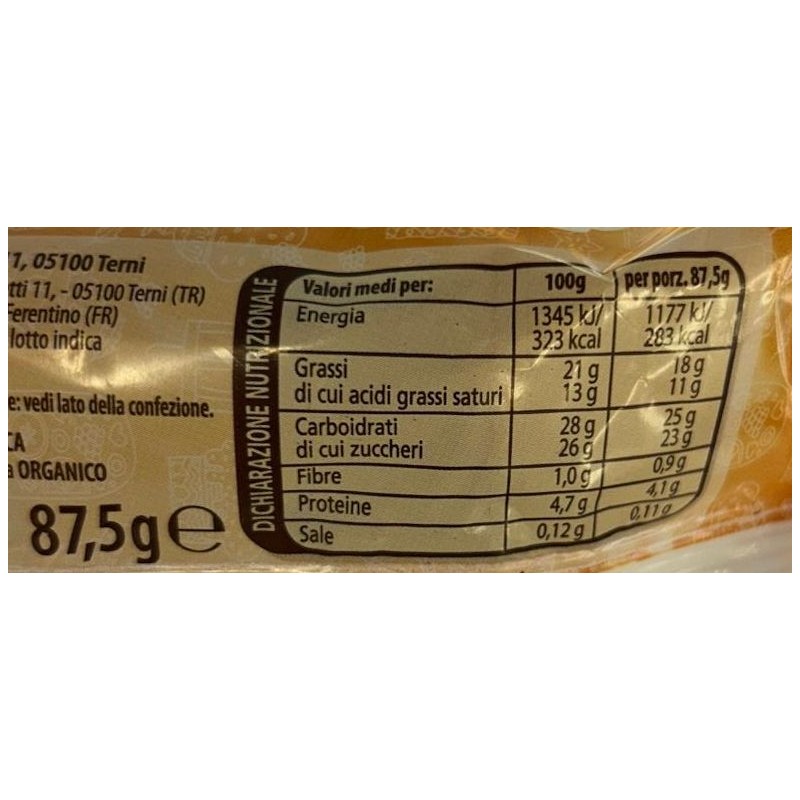 1, 05100 Terni
tti 11, - 05100 Terni (TR)
Ferentino (FR)
lotto indica
e: vedi lato della confezione.
CA
a ORGANICO
87,5g e
DICHIARAZIONE NUTRIZIONALE
Valori medi per: 100g per porz. 87,5g
Energia 1345 kJ/ 1177 kJ/
323 kcal 283 kcal
Grassi 21 g 18 g
di cui acidi grassi saturi 13 g 11 g
Carboidrati 28 g 25 g
di cui zuccheri 26 g 23 g
Fibre 1,0 g 0,9 g
Proteine 4,7 g 4,1 g
Sale 0,12 g 0,11 g